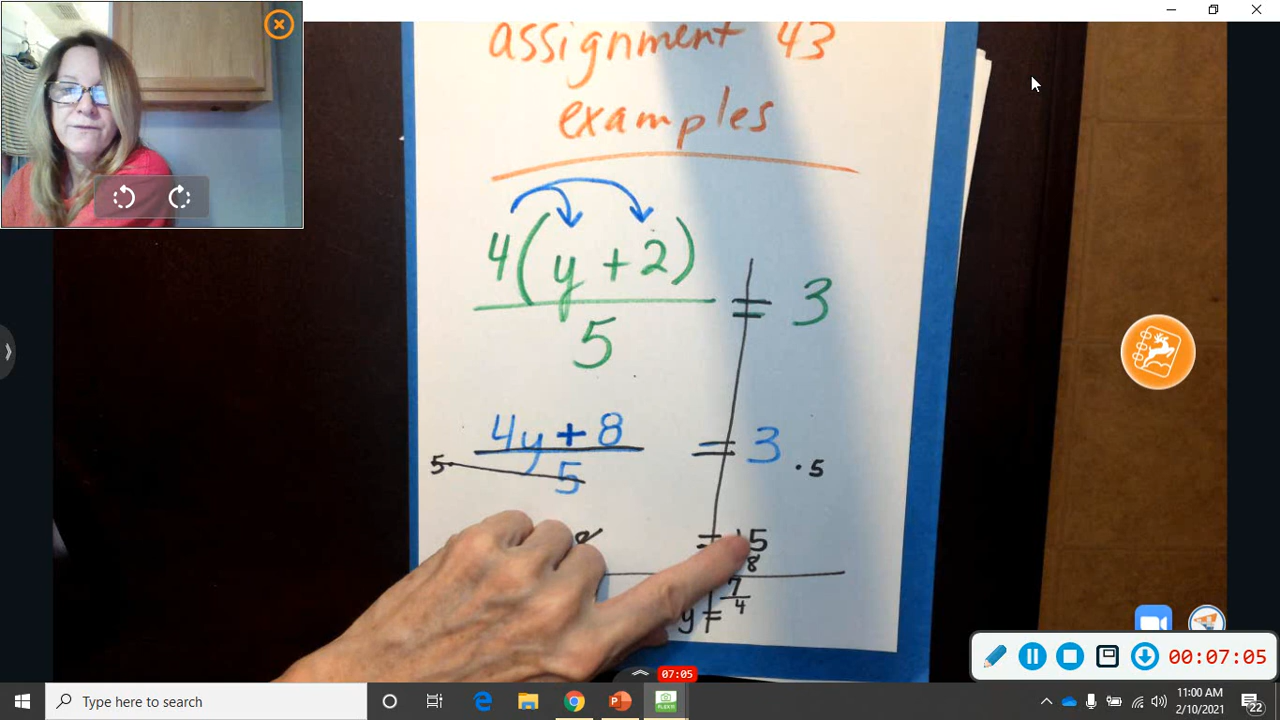 assignment 43
examples
4(y+2)
= 3
5
4y+8
= 3 . 5
5. 5
= 15
8
7
y = 4
00:07:05
07:05
Type here to search
11:00 AM
2/10/2021
22